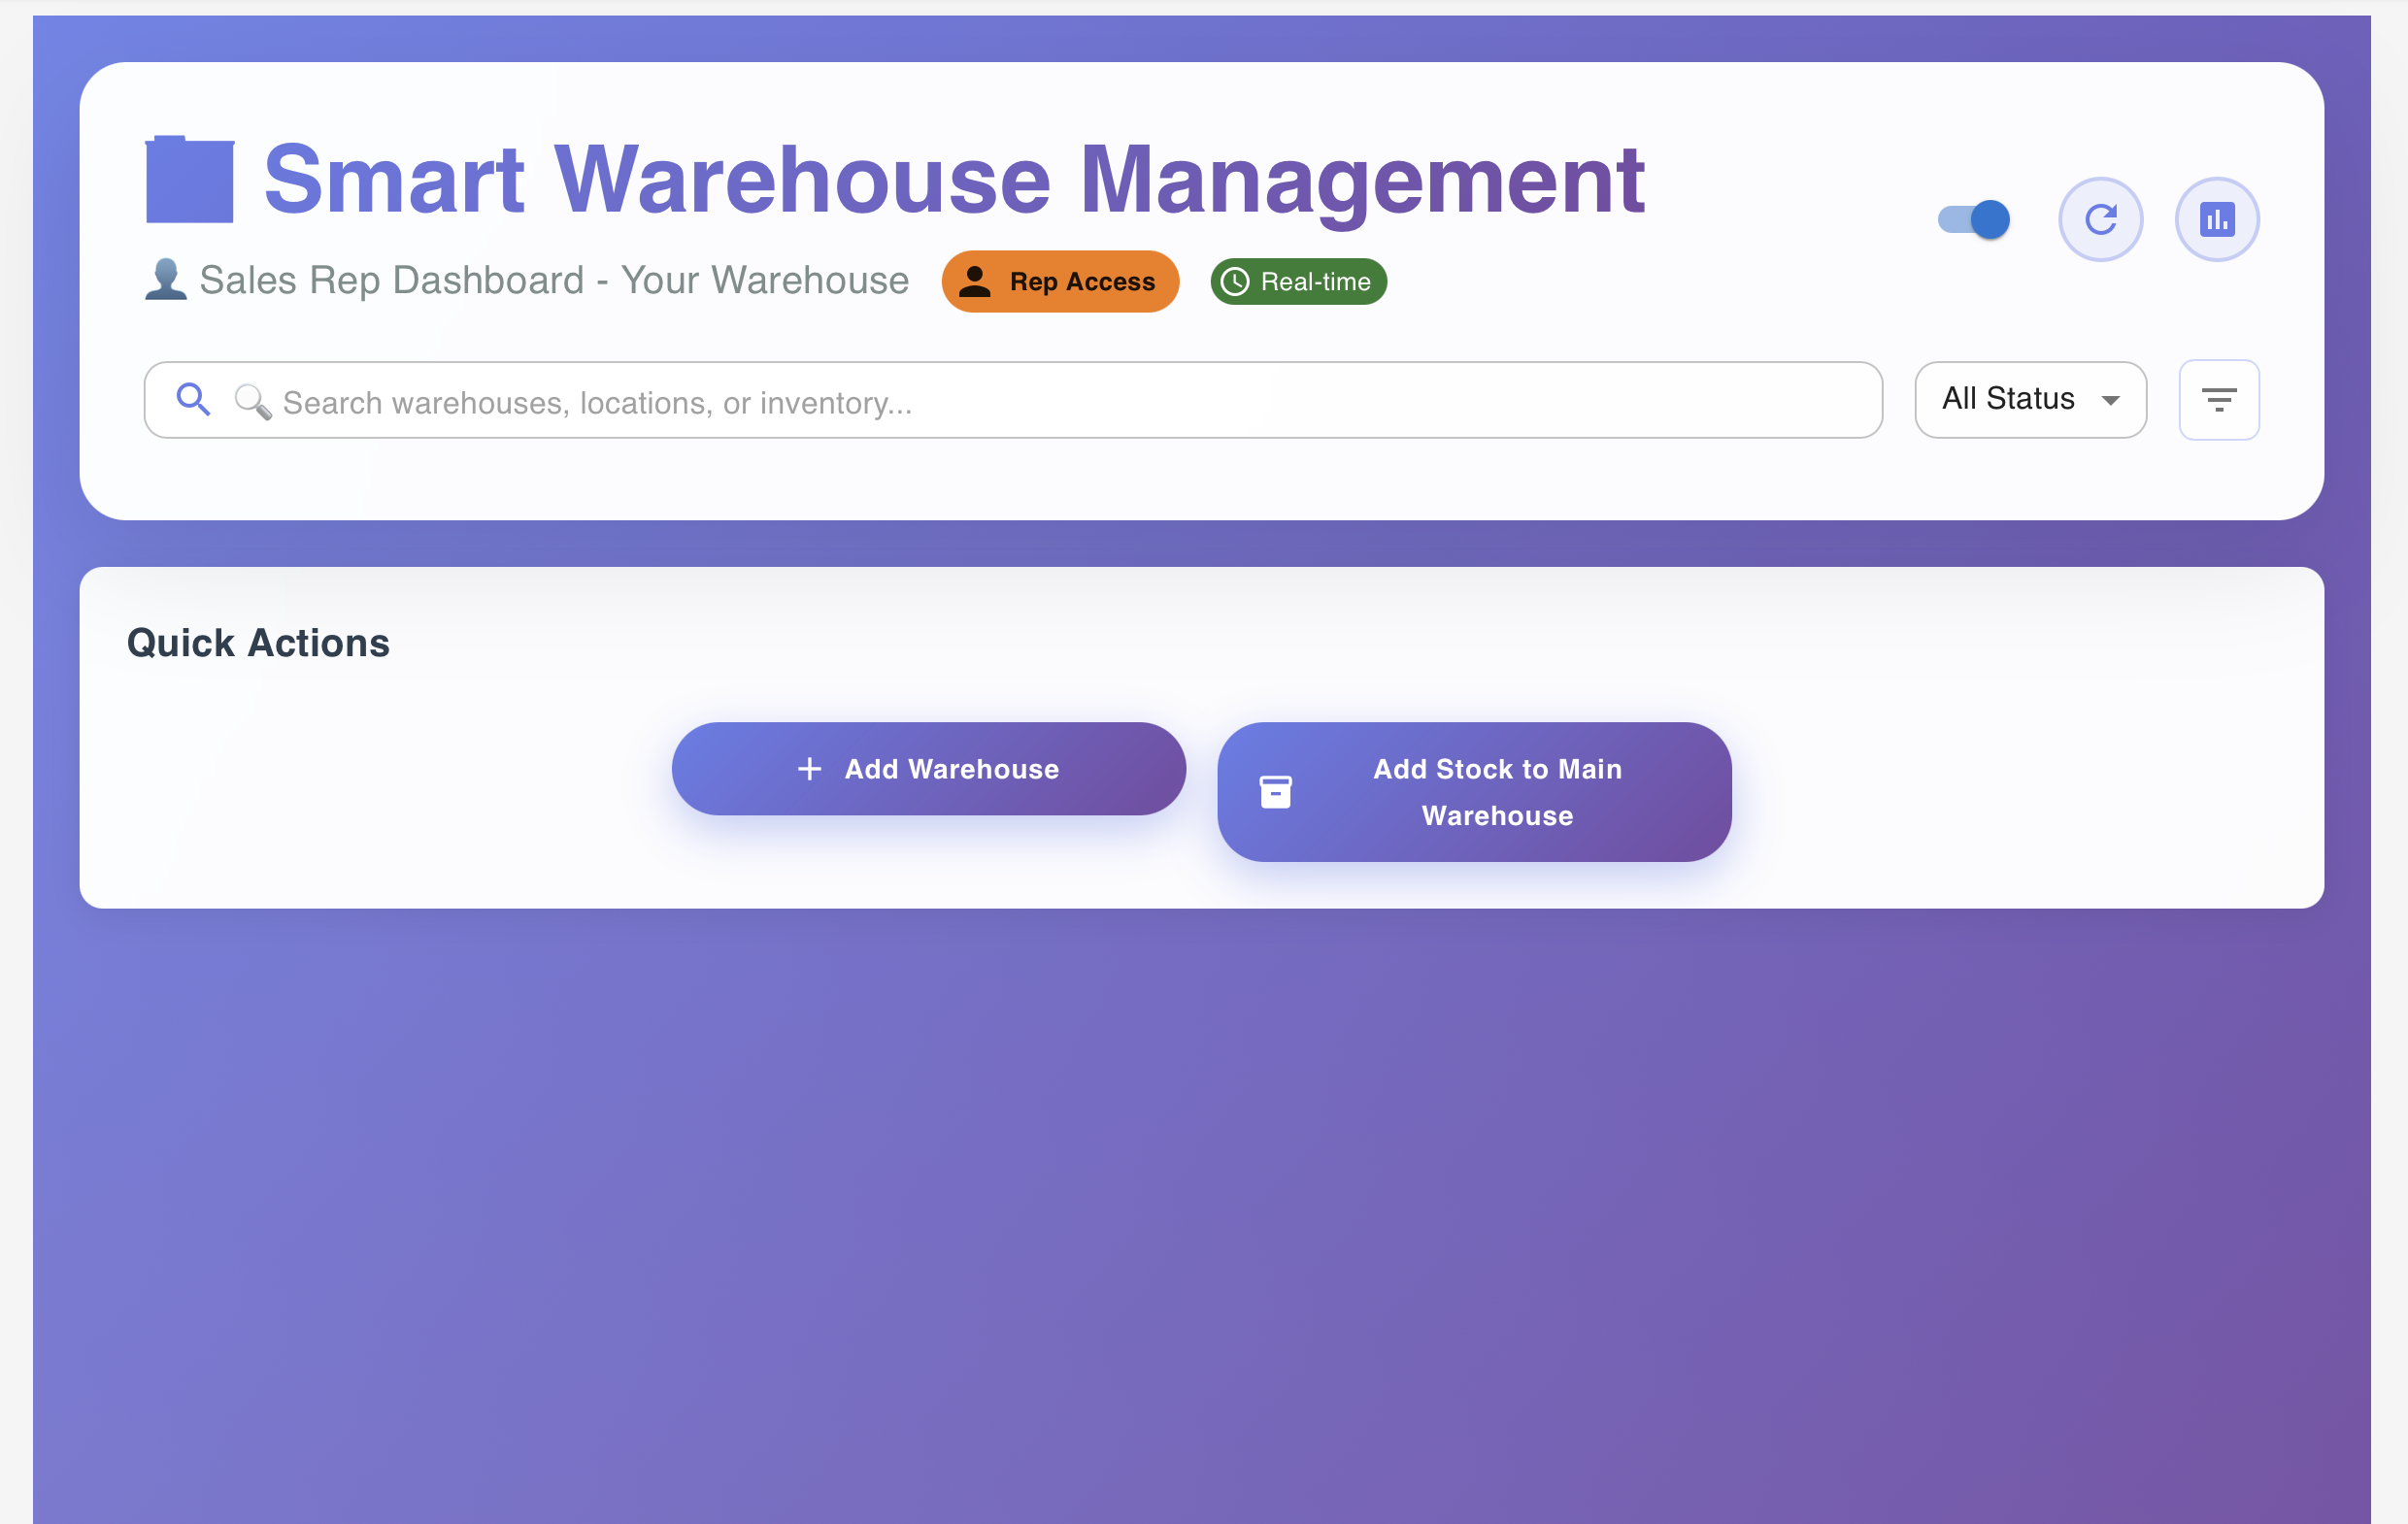 Smart Warehouse Management
Sales Rep Dashboard - Your Warehouse
Rep Access
Real-time
Search warehouses, locations, or inventory...
All Status
Quick Actions
Add Warehouse
Add Stock to Main
Warehouse